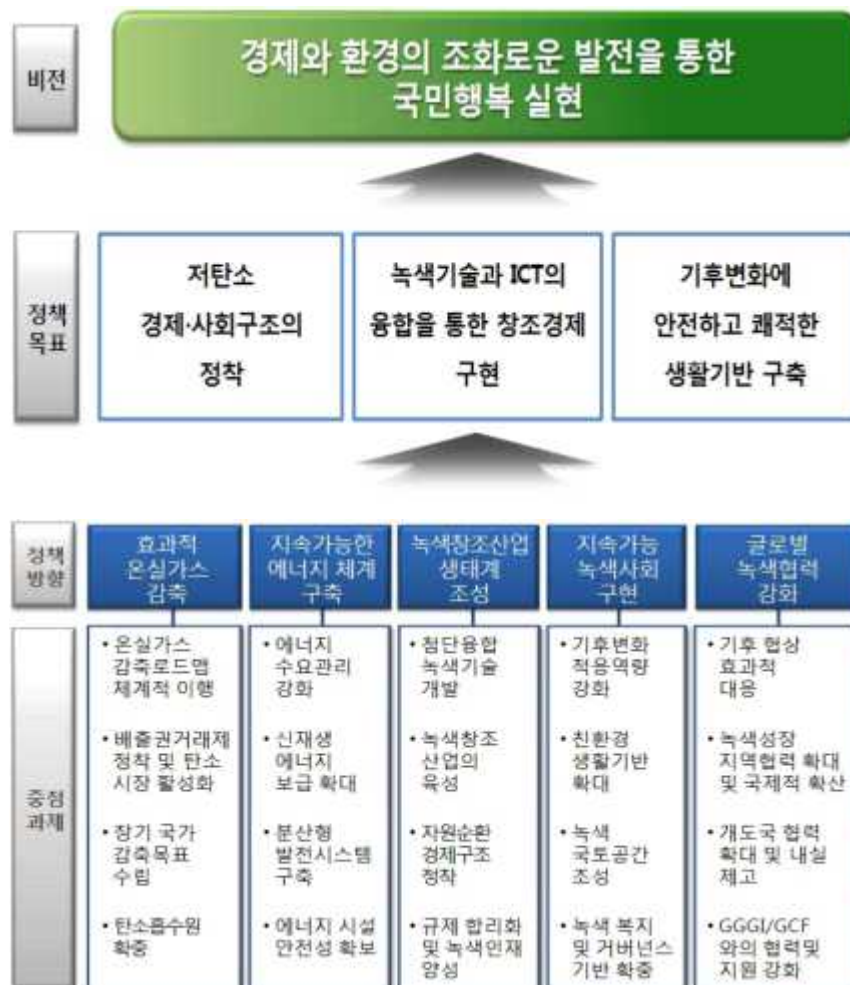 비전
경제와 환경의 조화로운 발전을 통한
국민행복 실현
정책
목표
저탄소
경제·사회구조의
정착
녹색기술과 ICT의
융합을 통한 창조경제
구현
기후변화에
안전하고 쾌적한
생활기반 구축
정책
방향
효과적
온실가스
감축
지속가능한
에너지 체계
구축
녹색창조산업
생태계
조성
지속가능
녹색사회
구현
글로벌
녹색협력
강화
중점
과제
• 온실가스
감축로드맵
체계적 이행
• 배출권거래제
정착 및 탄소
시장 활성화
• 장기 국가
감축목표
수립
• 탄소흡수원
확충
• 에너지
수요관리
강화
• 신재생
에너지
보급 확대
• 분산형
발전시스템
구축
• 에너지 시설
안전성 확보
• 첨단융합
녹색기술
개발
• 녹색창조
산업의
육성
• 자원순환
경제구조
정착
• 규제 합리화
및 녹색인재
양성
• 기후변화
적응역량
강화
• 친환경
생활기반
확대
• 녹색
국토공간
조성
• 녹색 복지
및 거버넌스
기반 확충
• 기후 협상
효과적
대응
• 녹색성장
지역협력 확대
및 국제적 확산
• 개도국 협력
확대 및 내실
제고
• GGGI/GCF
와의 협력및
지원 강화